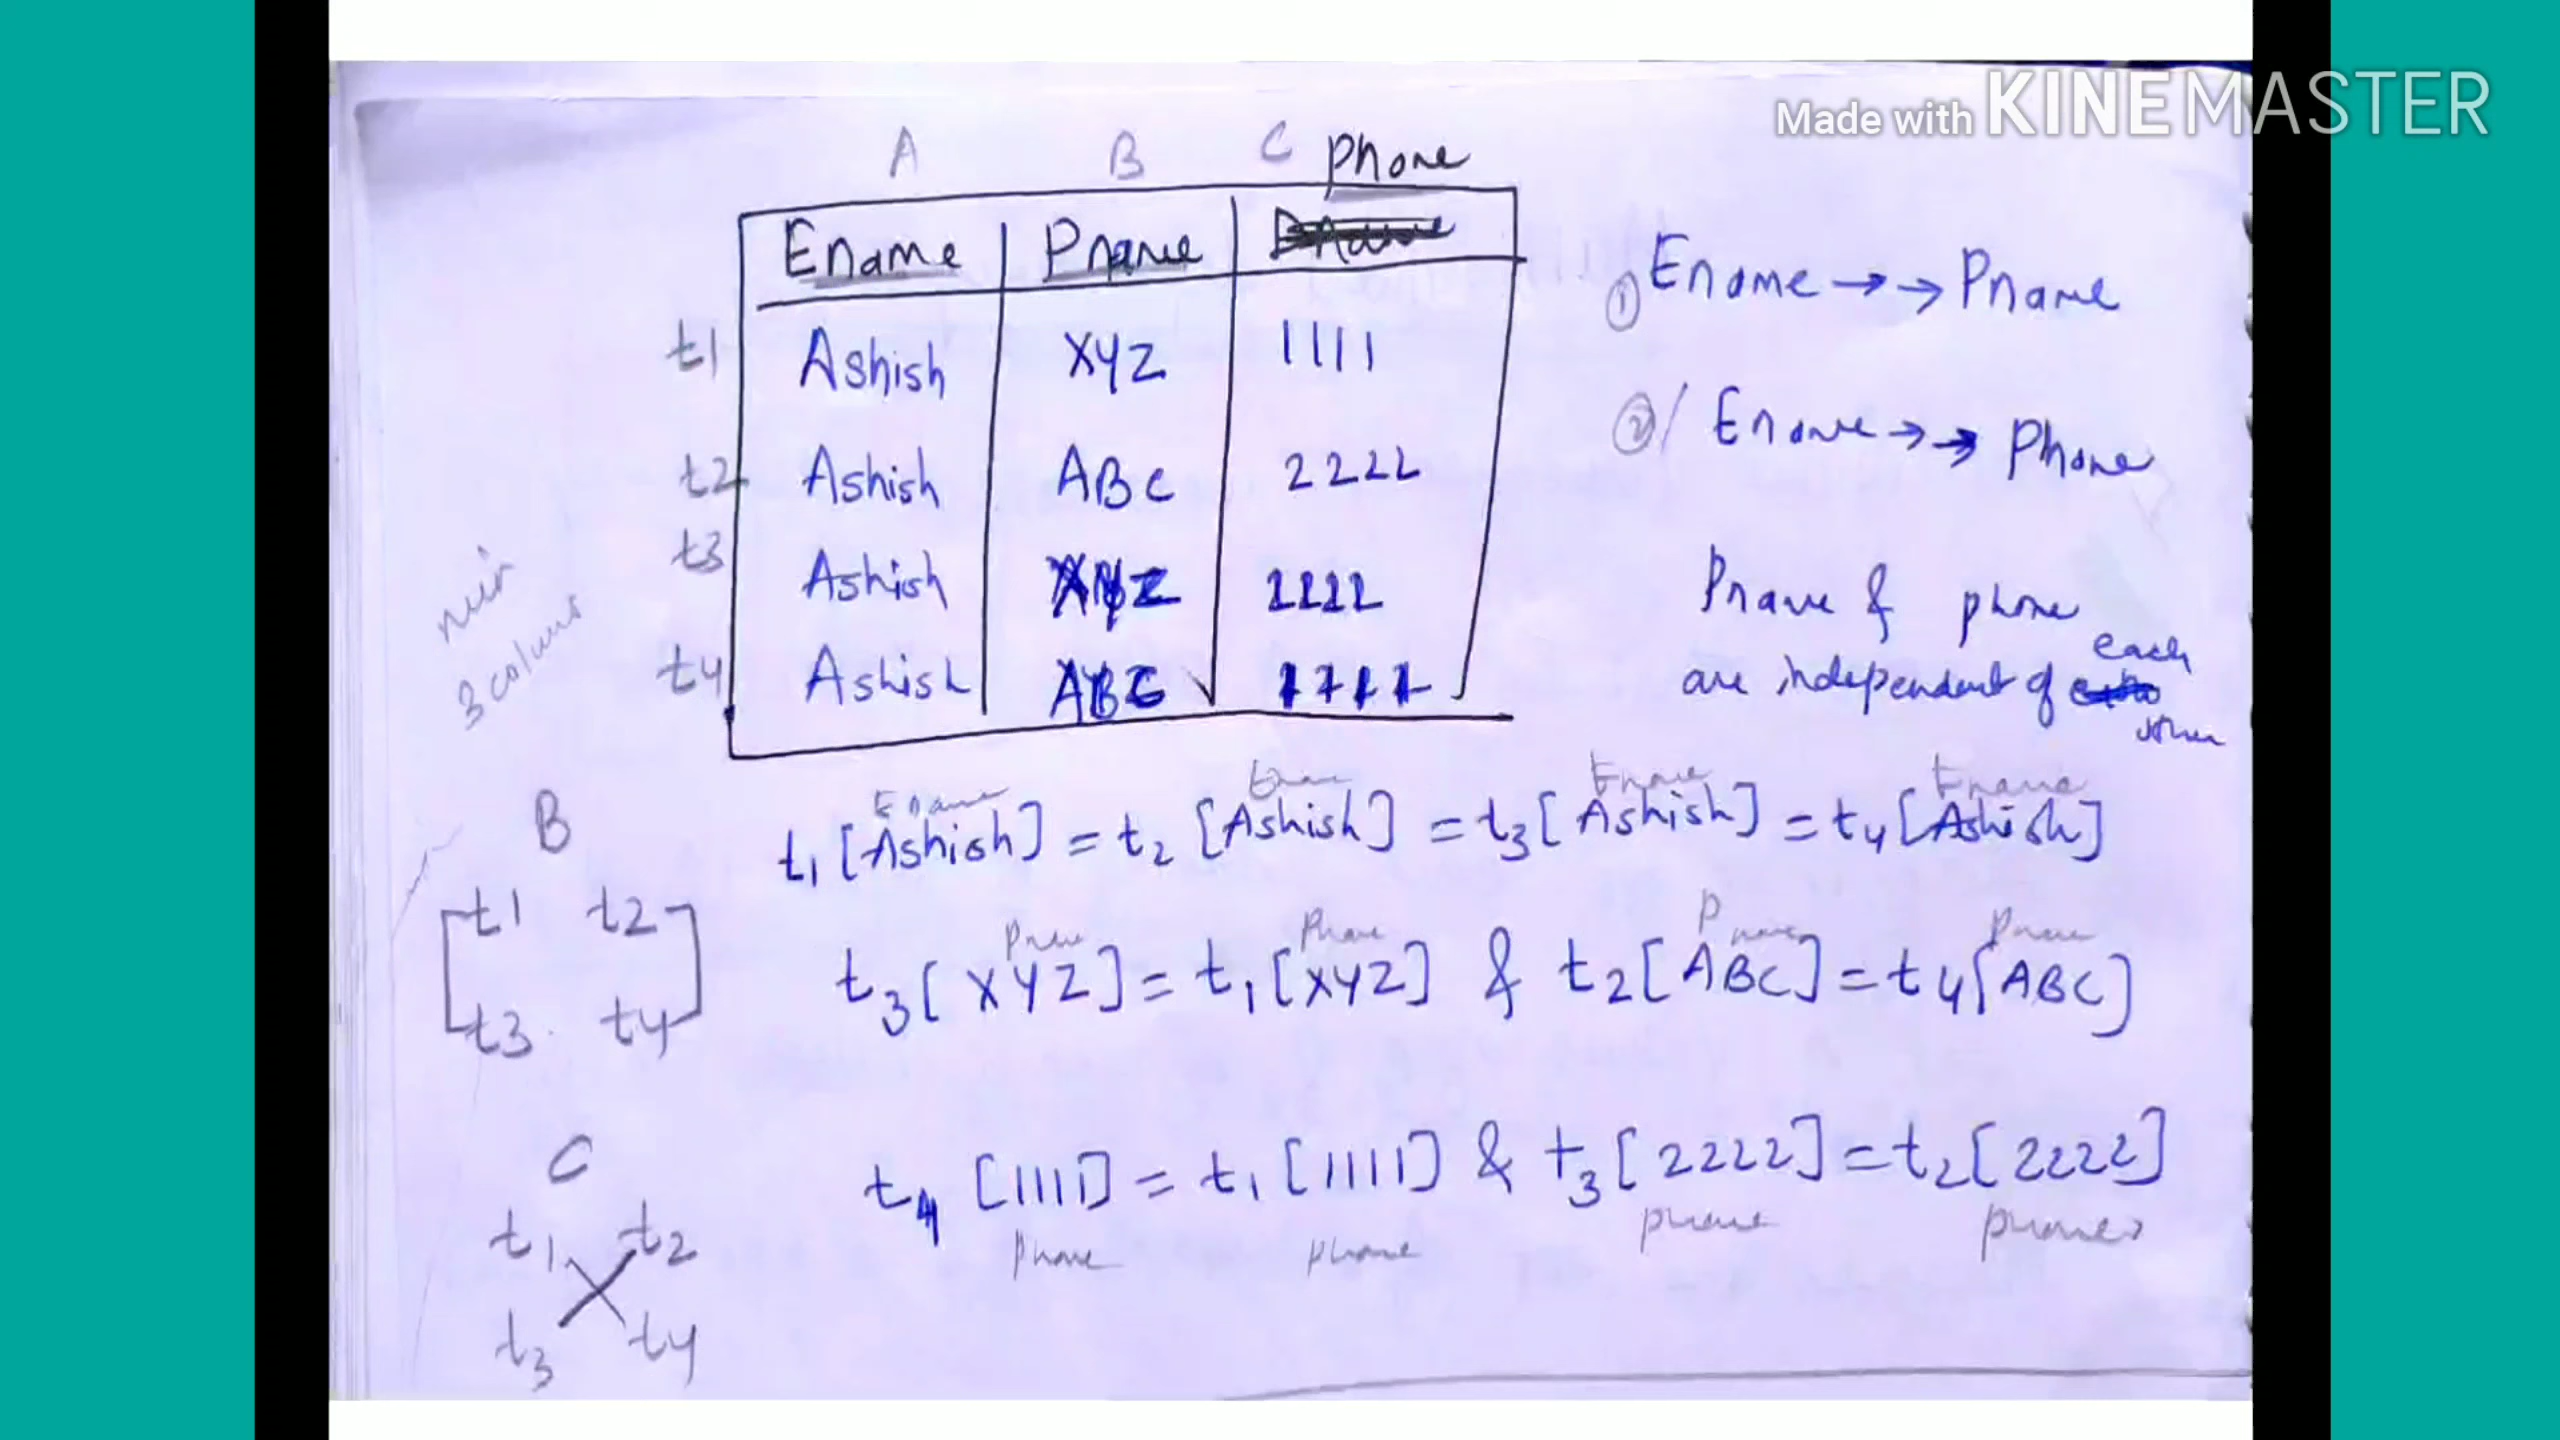 Made with KINEMASTER
A B C phone
Ename Pname
t1 Ashish XYZ 1111
t2 Ashish ABC 2222
t3 Ashish XYZ 2222
t4 Ashish ABC 1111
① Ename →→ Pname
② Ename →→ Phone
Pname & phone
are independent of each
other
min
3 colums
B
t1 t2
t3 t4
C
t1 t2
t3 t4
Ename Ename Ename Ename
t1 [Ashish] = t2 [Ashish] = t3 [Ashish] = t4 [Ashish]
Pname Pname Pname
t3 [XYZ] = t1 [XYZ] & t2 [ABC] = t4 [ABC]
t4 [1111] = t1 [1111] & t3 [2222] = t2 [2222]
phone phone phone phone